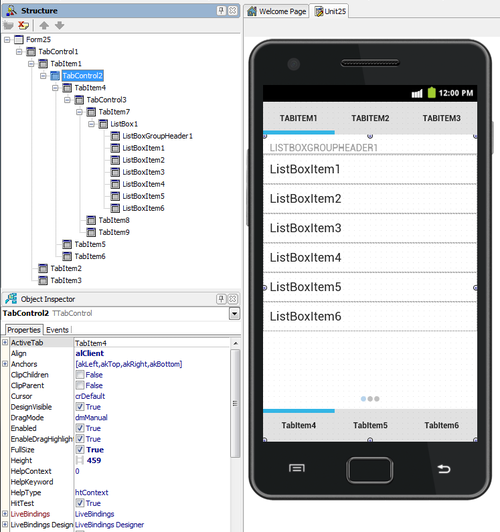 Structure
Form25
TabControl1
TabItem1
TabControl2
TabItem4
TabControl3
TabItem7
ListBox1
ListBoxGroupHeader1
ListBoxItem1
ListBoxItem2
ListBoxItem3
ListBoxItem4
ListBoxItem5
ListBoxItem6
TabItem8
TabItem9
TabItem5
TabItem6
TabItem2
TabItem3
Object Inspector
TabControl2 TTabControl
Properties Events
ActiveTab TabItem4
Align alClient
Anchors [akLeft,akTop,akRight,akBottom]
ClipChildren False
ClipParent False
Cursor crDefault
DesignVisible True
DragMode dmManual
Enabled True
EnableDragHighligh True
FullSize True
Height 459
HelpContext 0
HelpKeyword
HelpType htContext
HitTest True
LiveBindings LiveBindings
LiveBindings Design LiveBindings Designer
Welcome Page Unit25
12:00 PM
TABITEM1 TABITEM2 TABITEM3
LISTBOXGROUPHEADER1
ListBoxItem1
ListBoxItem2
ListBoxItem3
ListBoxItem4
ListBoxItem5
ListBoxItem6
TabItem4 TabItem5 TabItem6